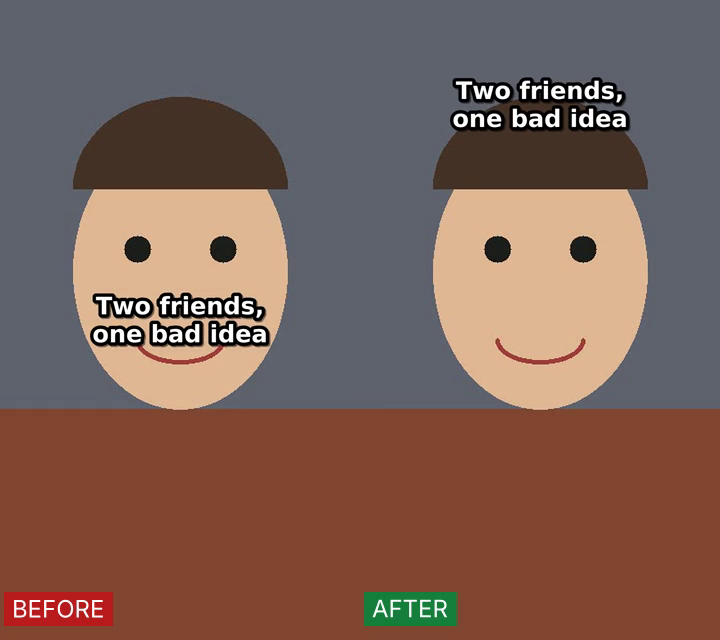 Two friends,
one bad idea
Two friends,
one bad idea
BEFORE
AFTER